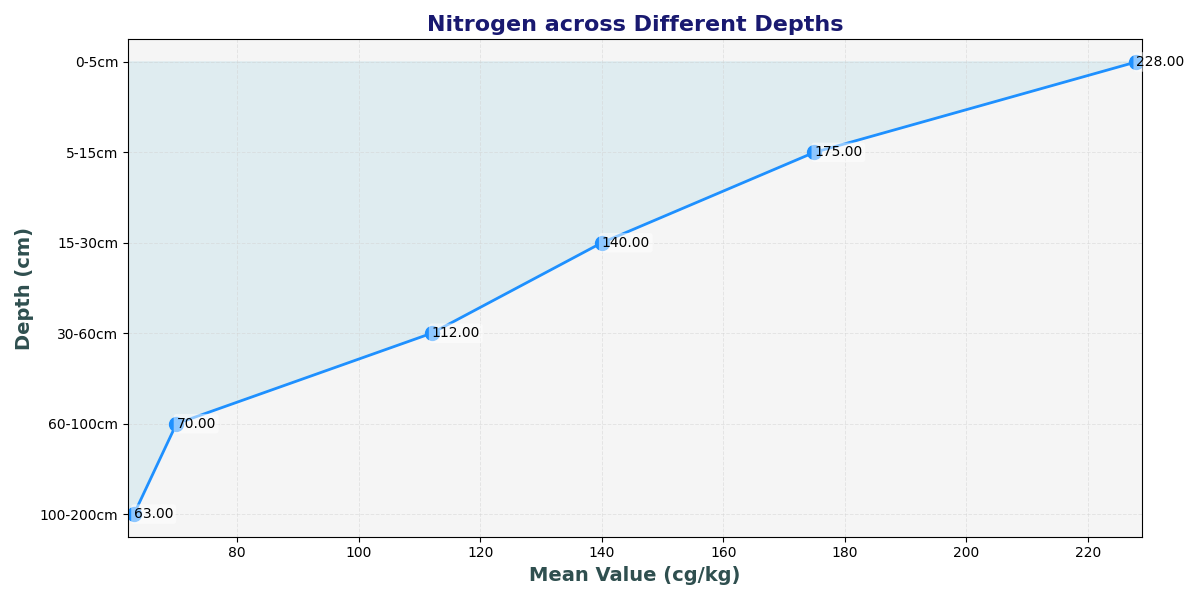 Nitrogen across Different Depths
Depth (cm)
0-5cm
228.00
5-15cm
175.00
15-30cm
140.00
30-60cm
112.00
60-100cm
70.00
100-200cm
63.00
80 100 120 140 160 180 200 220
Mean Value (cg/kg)